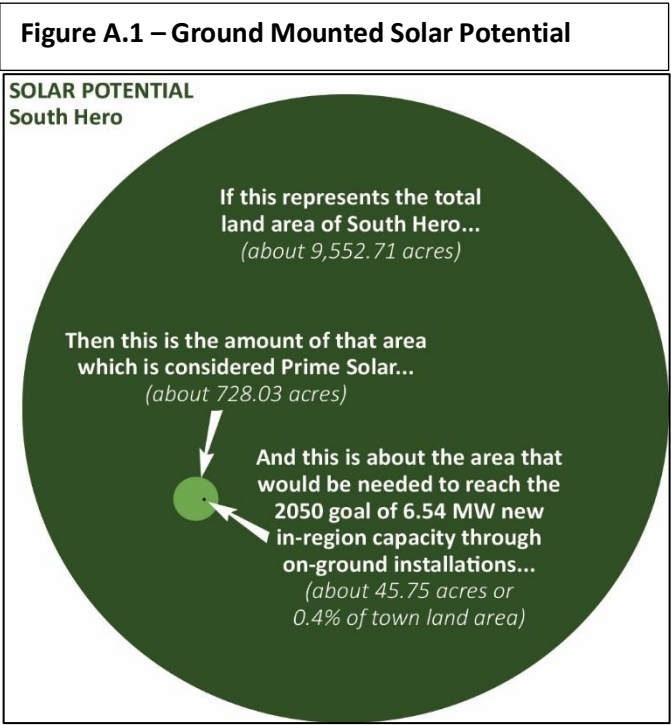 Figure A.1 – Ground Mounted Solar Potential
SOLAR POTENTIAL
South Hero
If this represents the total
land area of South Hero...
(about 9,552.71 acres)
Then this is the amount of that area
which is considered Prime Solar...
(about 728.03 acres)
And this is about the area that
would be needed to reach the
2050 goal of 6.54 MW new
in-region capacity through
on-ground installations...
(about 45.75 acres or
0.4% of town land area)